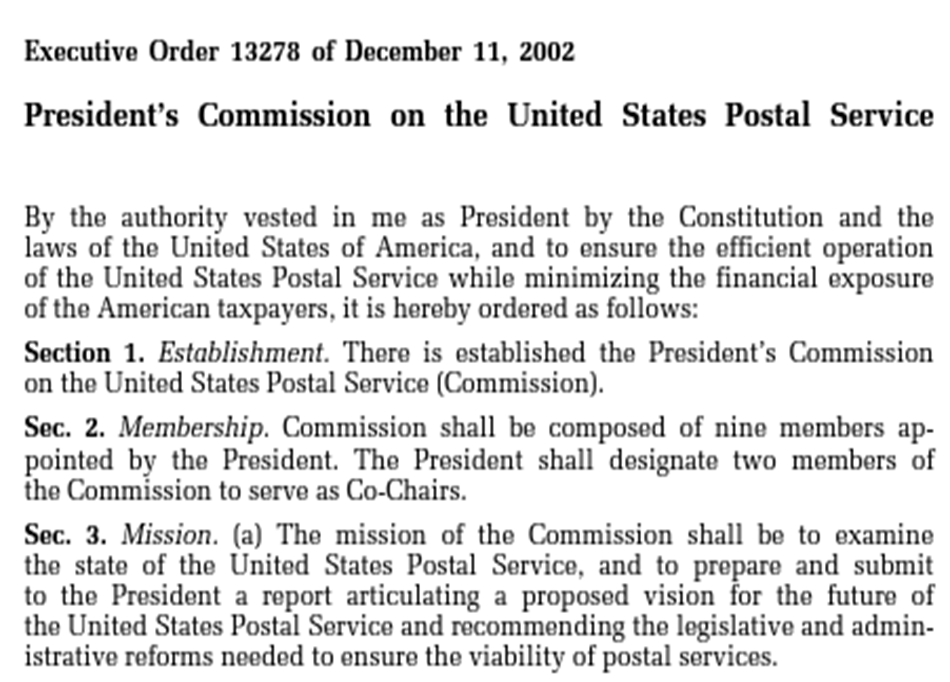 Executive Order 13278 of December 11, 2002
President's Commission on the United States Postal Service
By the authority vested in me as President by the Constitution and the
laws of the United States of America, and to ensure the efficient operation
of the United States Postal Service while minimizing the financial exposure
of the American taxpayers, it is hereby ordered as follows:
Section 1. Establishment. There is established the President's Commission
on the United States Postal Service (Commission).
Sec. 2. Membership. Commission shall be composed of nine members ap-
pointed by the President. The President shall designate two members of
the Commission to serve as Co-Chairs.
Sec. 3. Mission. (a) The mission of the Commission shall be to examine
the state of the United States Postal Service, and to prepare and submit
to the President a report articulating a proposed vision for the future of
the United States Postal Service and recommending the legislative and admin-
istrative reforms needed to ensure the viability of postal services.